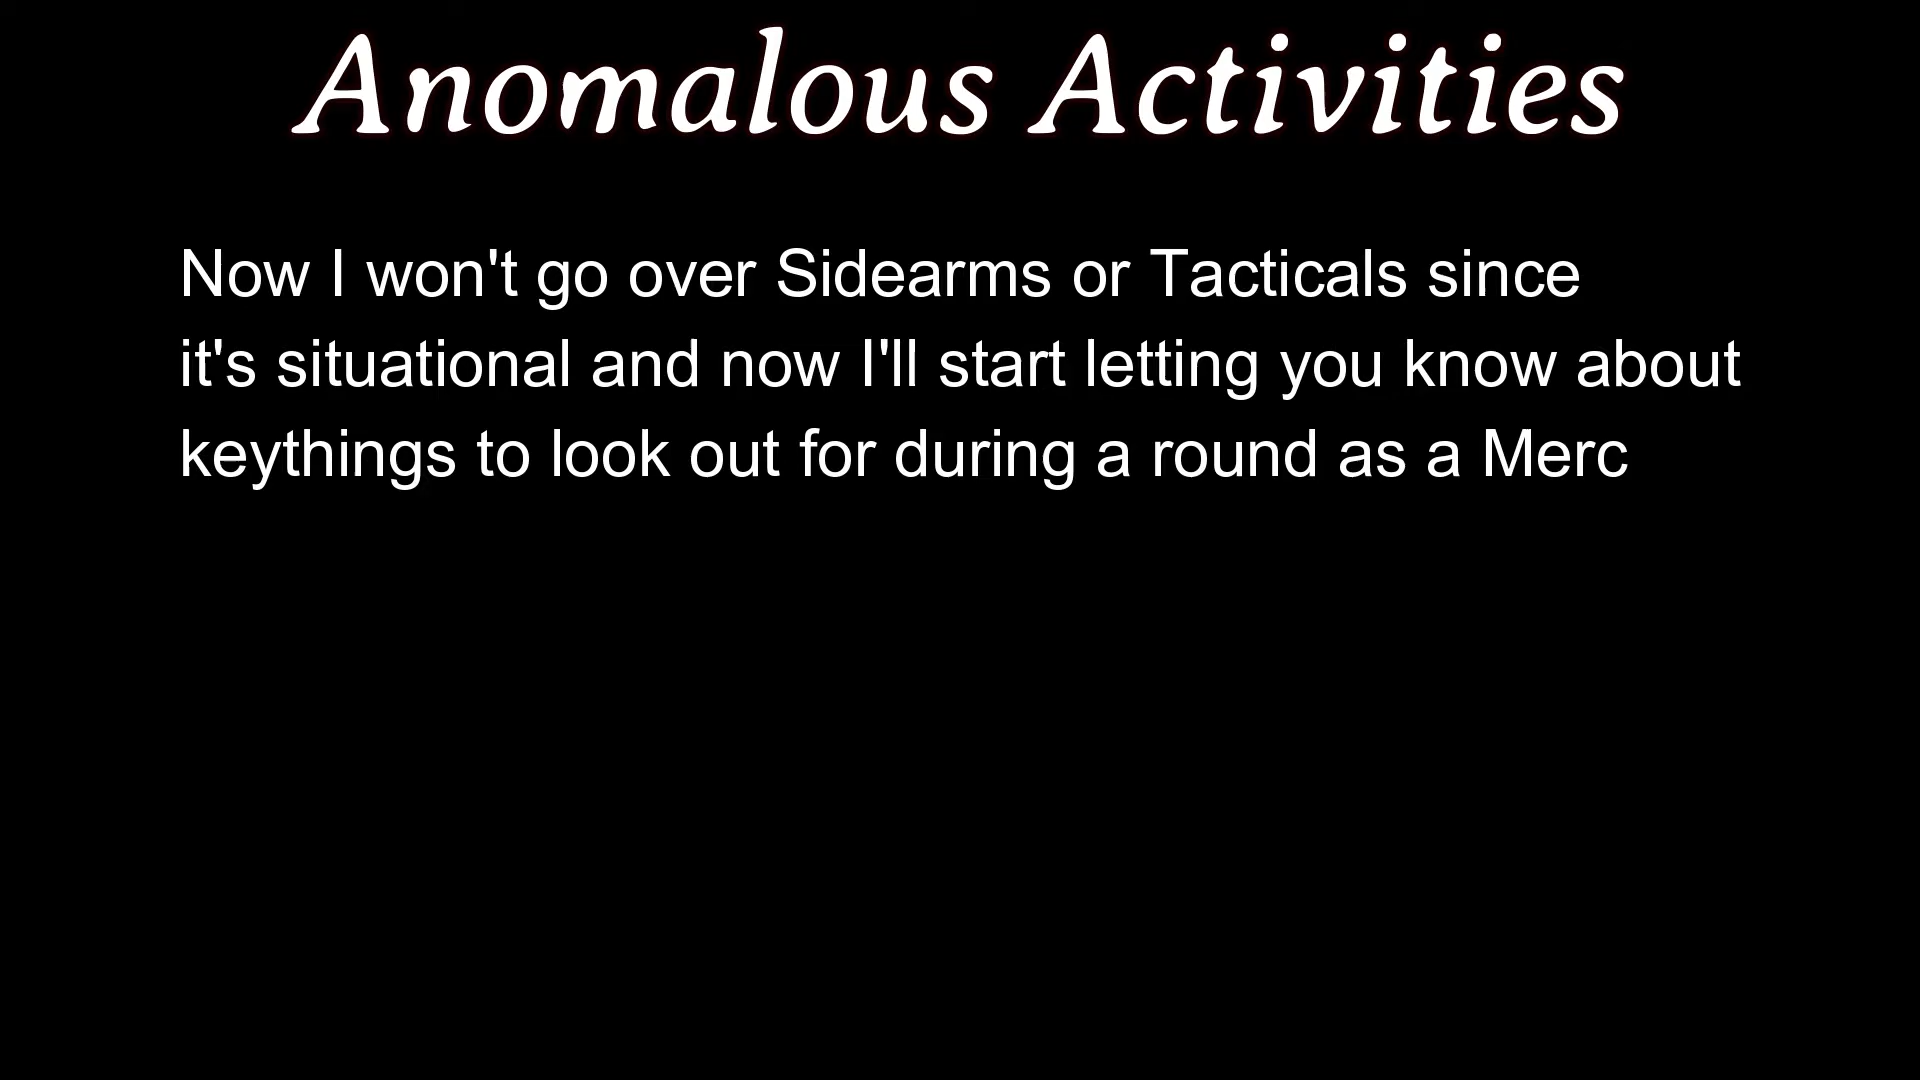 Anomalous Activities
Now I won't go over Sidearms or Tacticals since
it's situational and now I'll start letting you know about
keythings to look out for during a round as a Merc